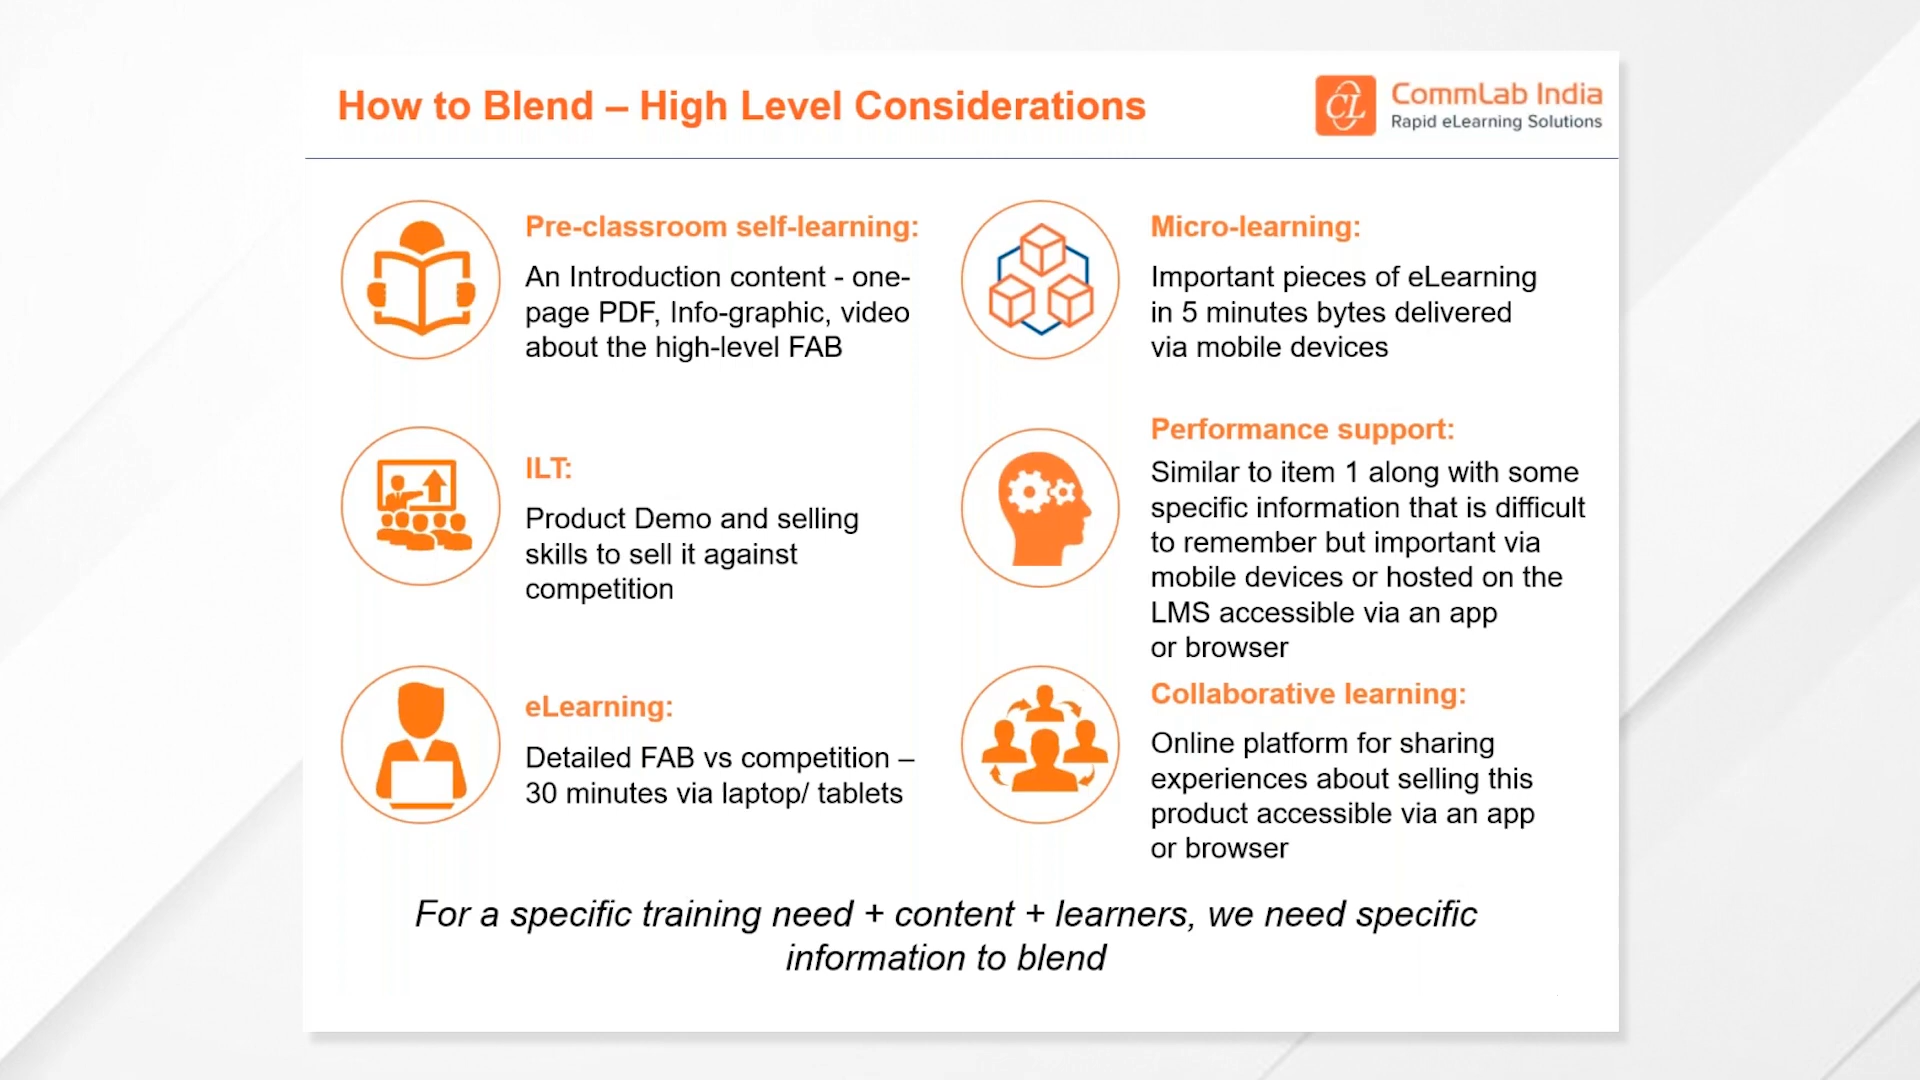 How to Blend – High Level Considerations
CL
CommLab India
Rapid eLearning Solutions
Pre-classroom self-learning:
An Introduction content - one-
page PDF, Info-graphic, video
about the high-level FAB
ILT:
Product Demo and selling
skills to sell it against
competition
eLearning:
Detailed FAB vs competition –
30 minutes via laptop/ tablets
Micro-learning:
Important pieces of eLearning
in 5 minutes bytes delivered
via mobile devices
Performance support:
Similar to item 1 along with some
specific information that is difficult
to remember but important via
mobile devices or hosted on the
LMS accessible via an app
or browser
Collaborative learning:
Online platform for sharing
experiences about selling this
product accessible via an app
or browser
For a specific training need + content + learners, we need specific
information to blend